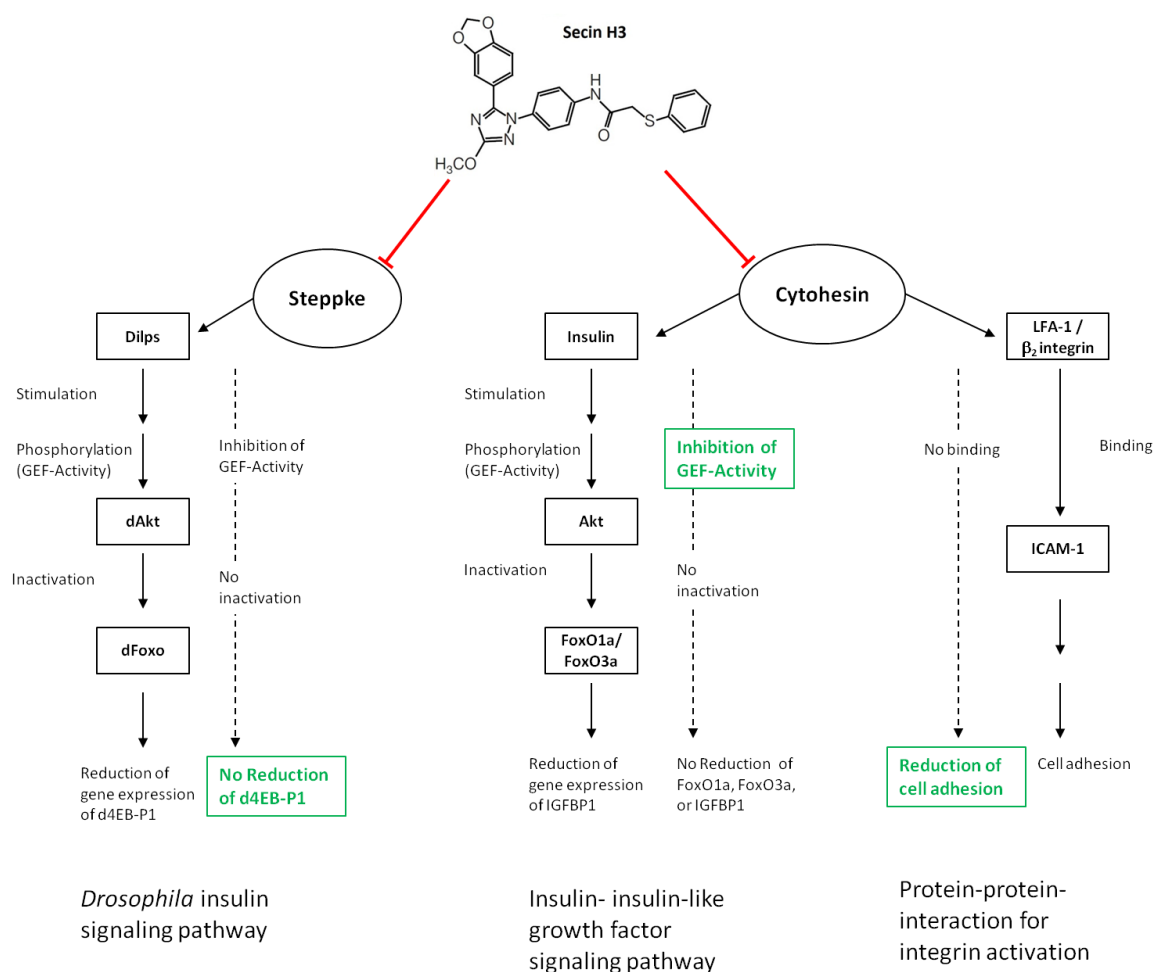 Secin H3
O
O
H
N
N
N
N
O
S
H₃CO
Steppke
Cytohesin
Dilps
Stimulation
Phosphorylation
(GEF-Activity)
Inhibition of
GEF-Activity
dAkt
Inactivation
No
inactivation
dFoxo
Reduction of
gene expression
of d4EB-P1
No Reduction
of d4EB-P1
Insulin
Stimulation
Phosphorylation
(GEF-Activity)
Inhibition of
GEF-Activity
Akt
Inactivation
No
inactivation
FoxO1a/
FoxO3a
Reduction of
gene expression
of IGFBP1
No Reduction of
FoxO1a, FoxO3a,
or IGFBP1
LFA-1 /
β₂ integrin
No binding
Binding
ICAM-1
Reduction of
cell adhesion
Cell adhesion
Drosophila insulin
signaling pathway
Insulin- insulin-like
growth factor
signaling pathway
Protein-protein-
interaction for
integrin activation